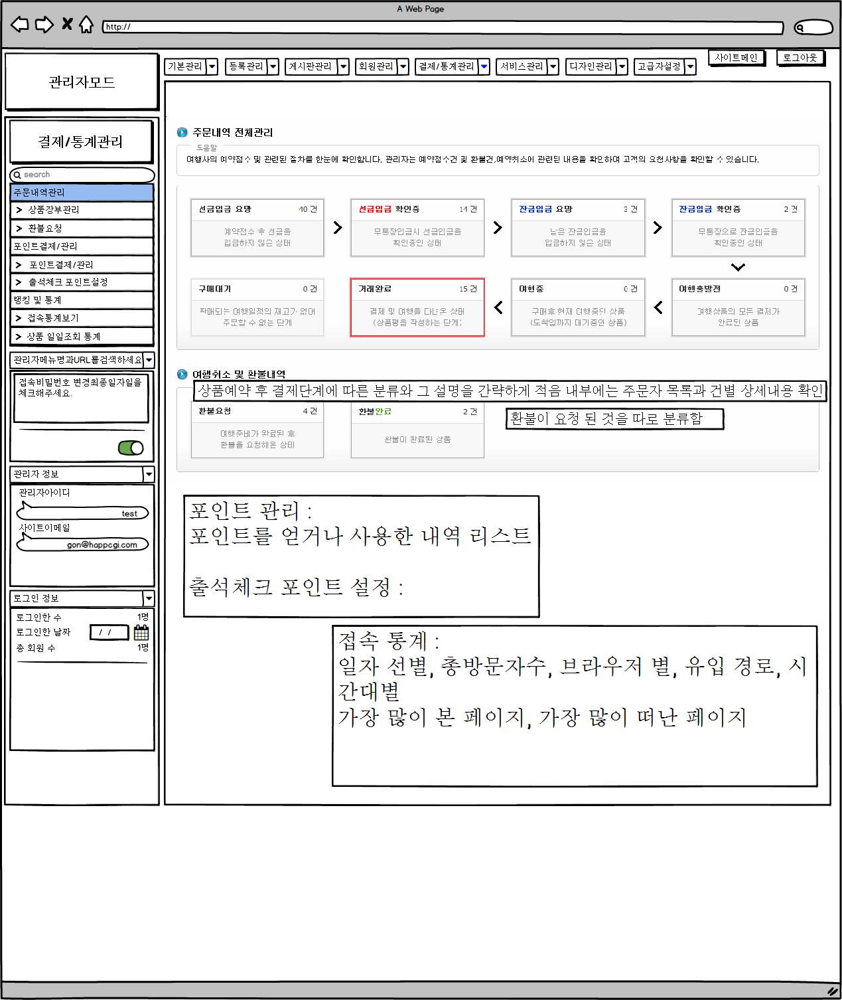 A Web Page
http://
관리자모드
기본관리
등록관리
게시판관리
회원관리
결제/통계관리
서비스관리
디자인관리
고급자설정
사이트메인
로그아웃
결제/통계관리
search
주문내역관리
> 상품장부관리
> 환불요청
포인트결제/관리
> 포인트결제/관리
> 출석체크 포인트설정
랭킹 및 통계
> 접속통계보기
> 상품 일일조회 통계
관리자메뉴명과URL를검색하세요
접속비밀번호 변경최종일자일을
체크해주세요.
관리자 정보
관리자아이디
test
사이트이메일
gon@happcgi.com
로그인 정보
로그인한 수 1명
로그인한 날짜 / /
총 회원 수 1명
주문내역 전체관리
도움말
여행사의 예약접수 및 관련된 절차를 한눈에 확인합니다. 관리자는 예약접수건 및 환불건,예약취소에 관련된 내용을 확인하여 고객의 요청사항을 확인할 수 있습니다.
선금입금 요망 40 건
계약접수 후 선금을
입금하지 않은 상태
선금입금 확인중 14 건
무통장입금시 선금입금을
확인중인 상태
잔금입금 요망 3 건
남은 잔금입금을
입금하지 않은 상태
잔금입금 확인중 2 건
무통장으로 잔금입금을
확인중인 상태
구매대기 0 건
판매되는 여행일정의 재고가 없어
주문할 수 없는 단계
거래완료 15 건
결제 및 여행을 다녀온 상태
(상품평을 작성하는 단계)
여행중 0 건
구매후 현재 여행중인 상품
(도착일까지 대기중인 상품)
여행출발전 0 건
여행상품의 모든 결제가
완료된 상품
여행취소 및 환불내역
상품예약 후 결제단계에 따른 분류와 그 설명을 간략하게 적음 내부에는 주문자 목록과 건별 상세내용 확인
환불요청 4 건
여행준비가 완료된 후
환불을 요청해온 상태
환불완료 2 건
환불이 완료된 상품
환불이 요청 된 것을 따로 분류함
포인트 관리 :
포인트를 얻거나 사용한 내역 리스트
출석체크 포인트 설정 :
접속 통계 :
일자 선별, 총방문자수, 브라우저 별, 유입 경로, 시
간대별
가장 많이 본 페이지, 가장 많이 떠난 페이지